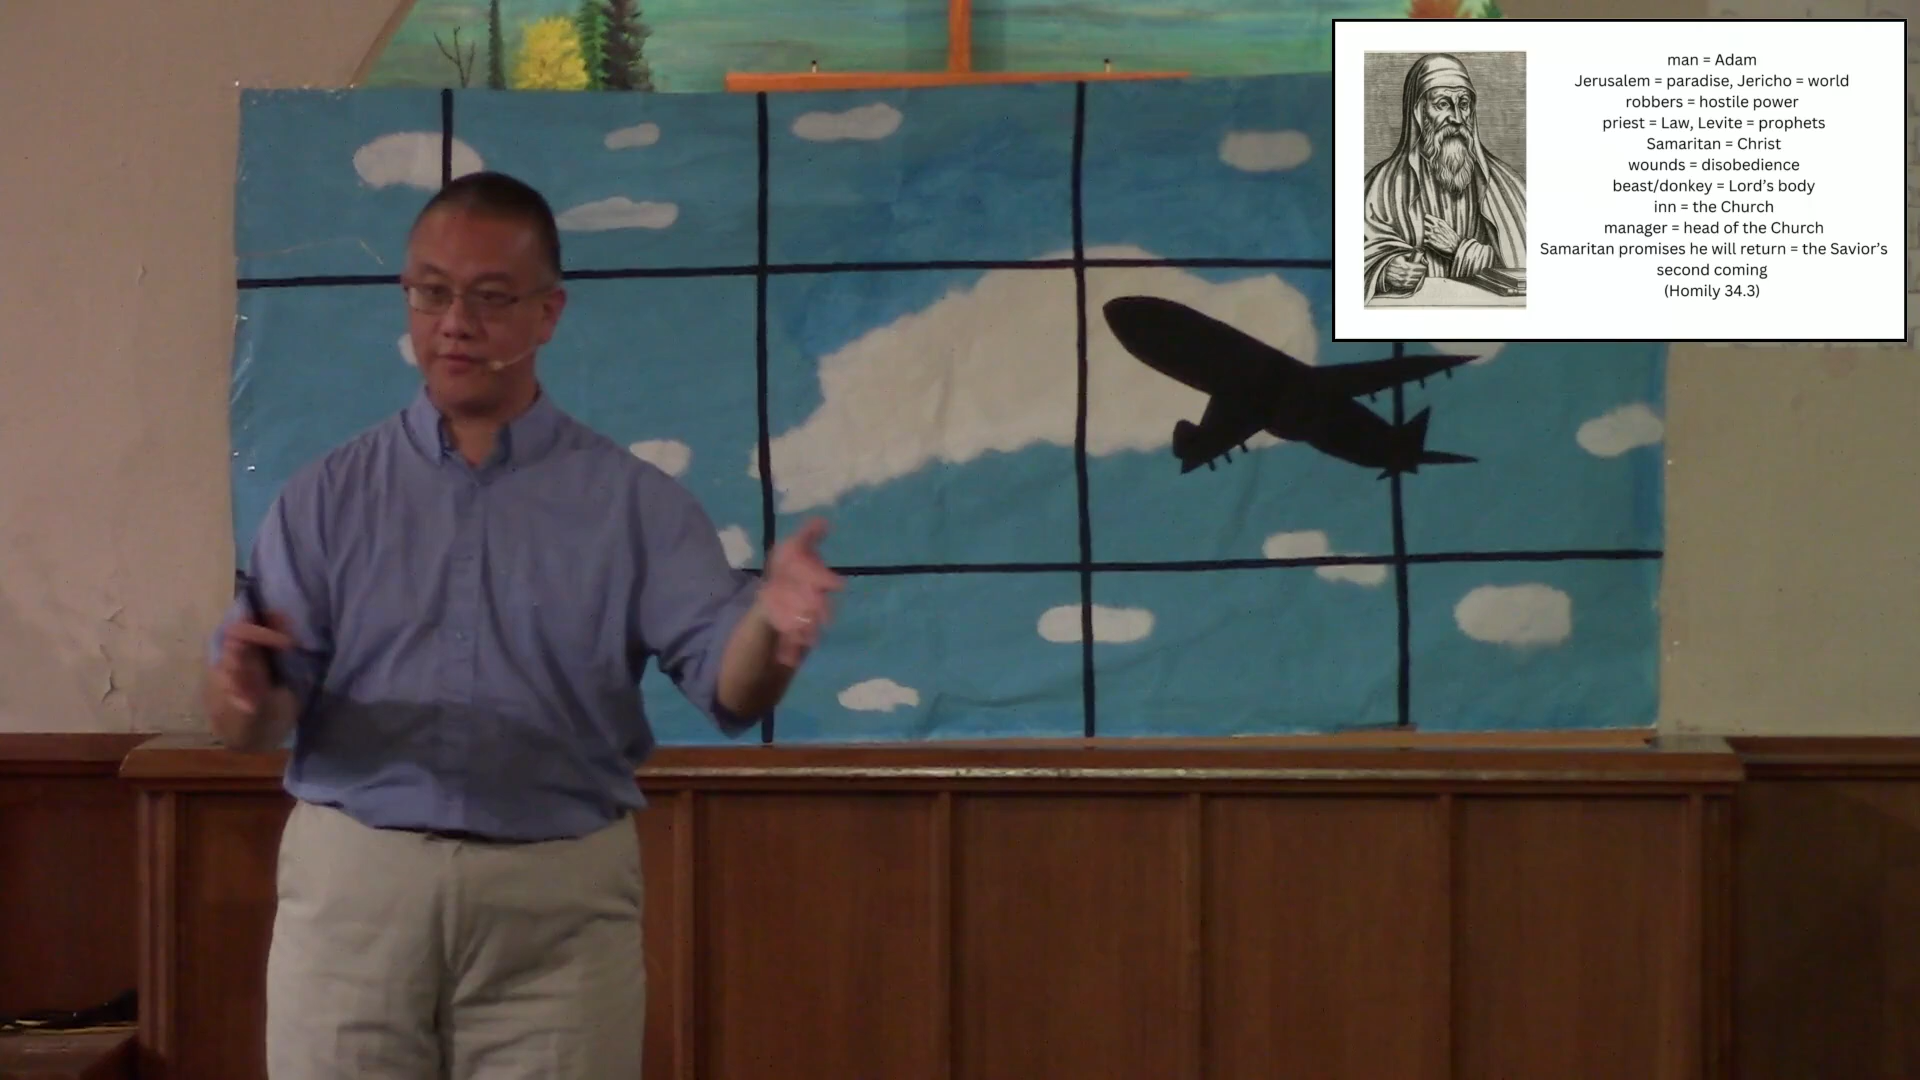 man = Adam
Jerusalem = paradise, Jericho = world
robbers = hostile power
priest = Law, Levite = prophets
Samaritan = Christ
wounds = disobedience
beast/donkey = Lord's body
inn = the Church
manager = head of the Church
Samaritan promises he will return = the Savior's
second coming
(Homily 34.3)